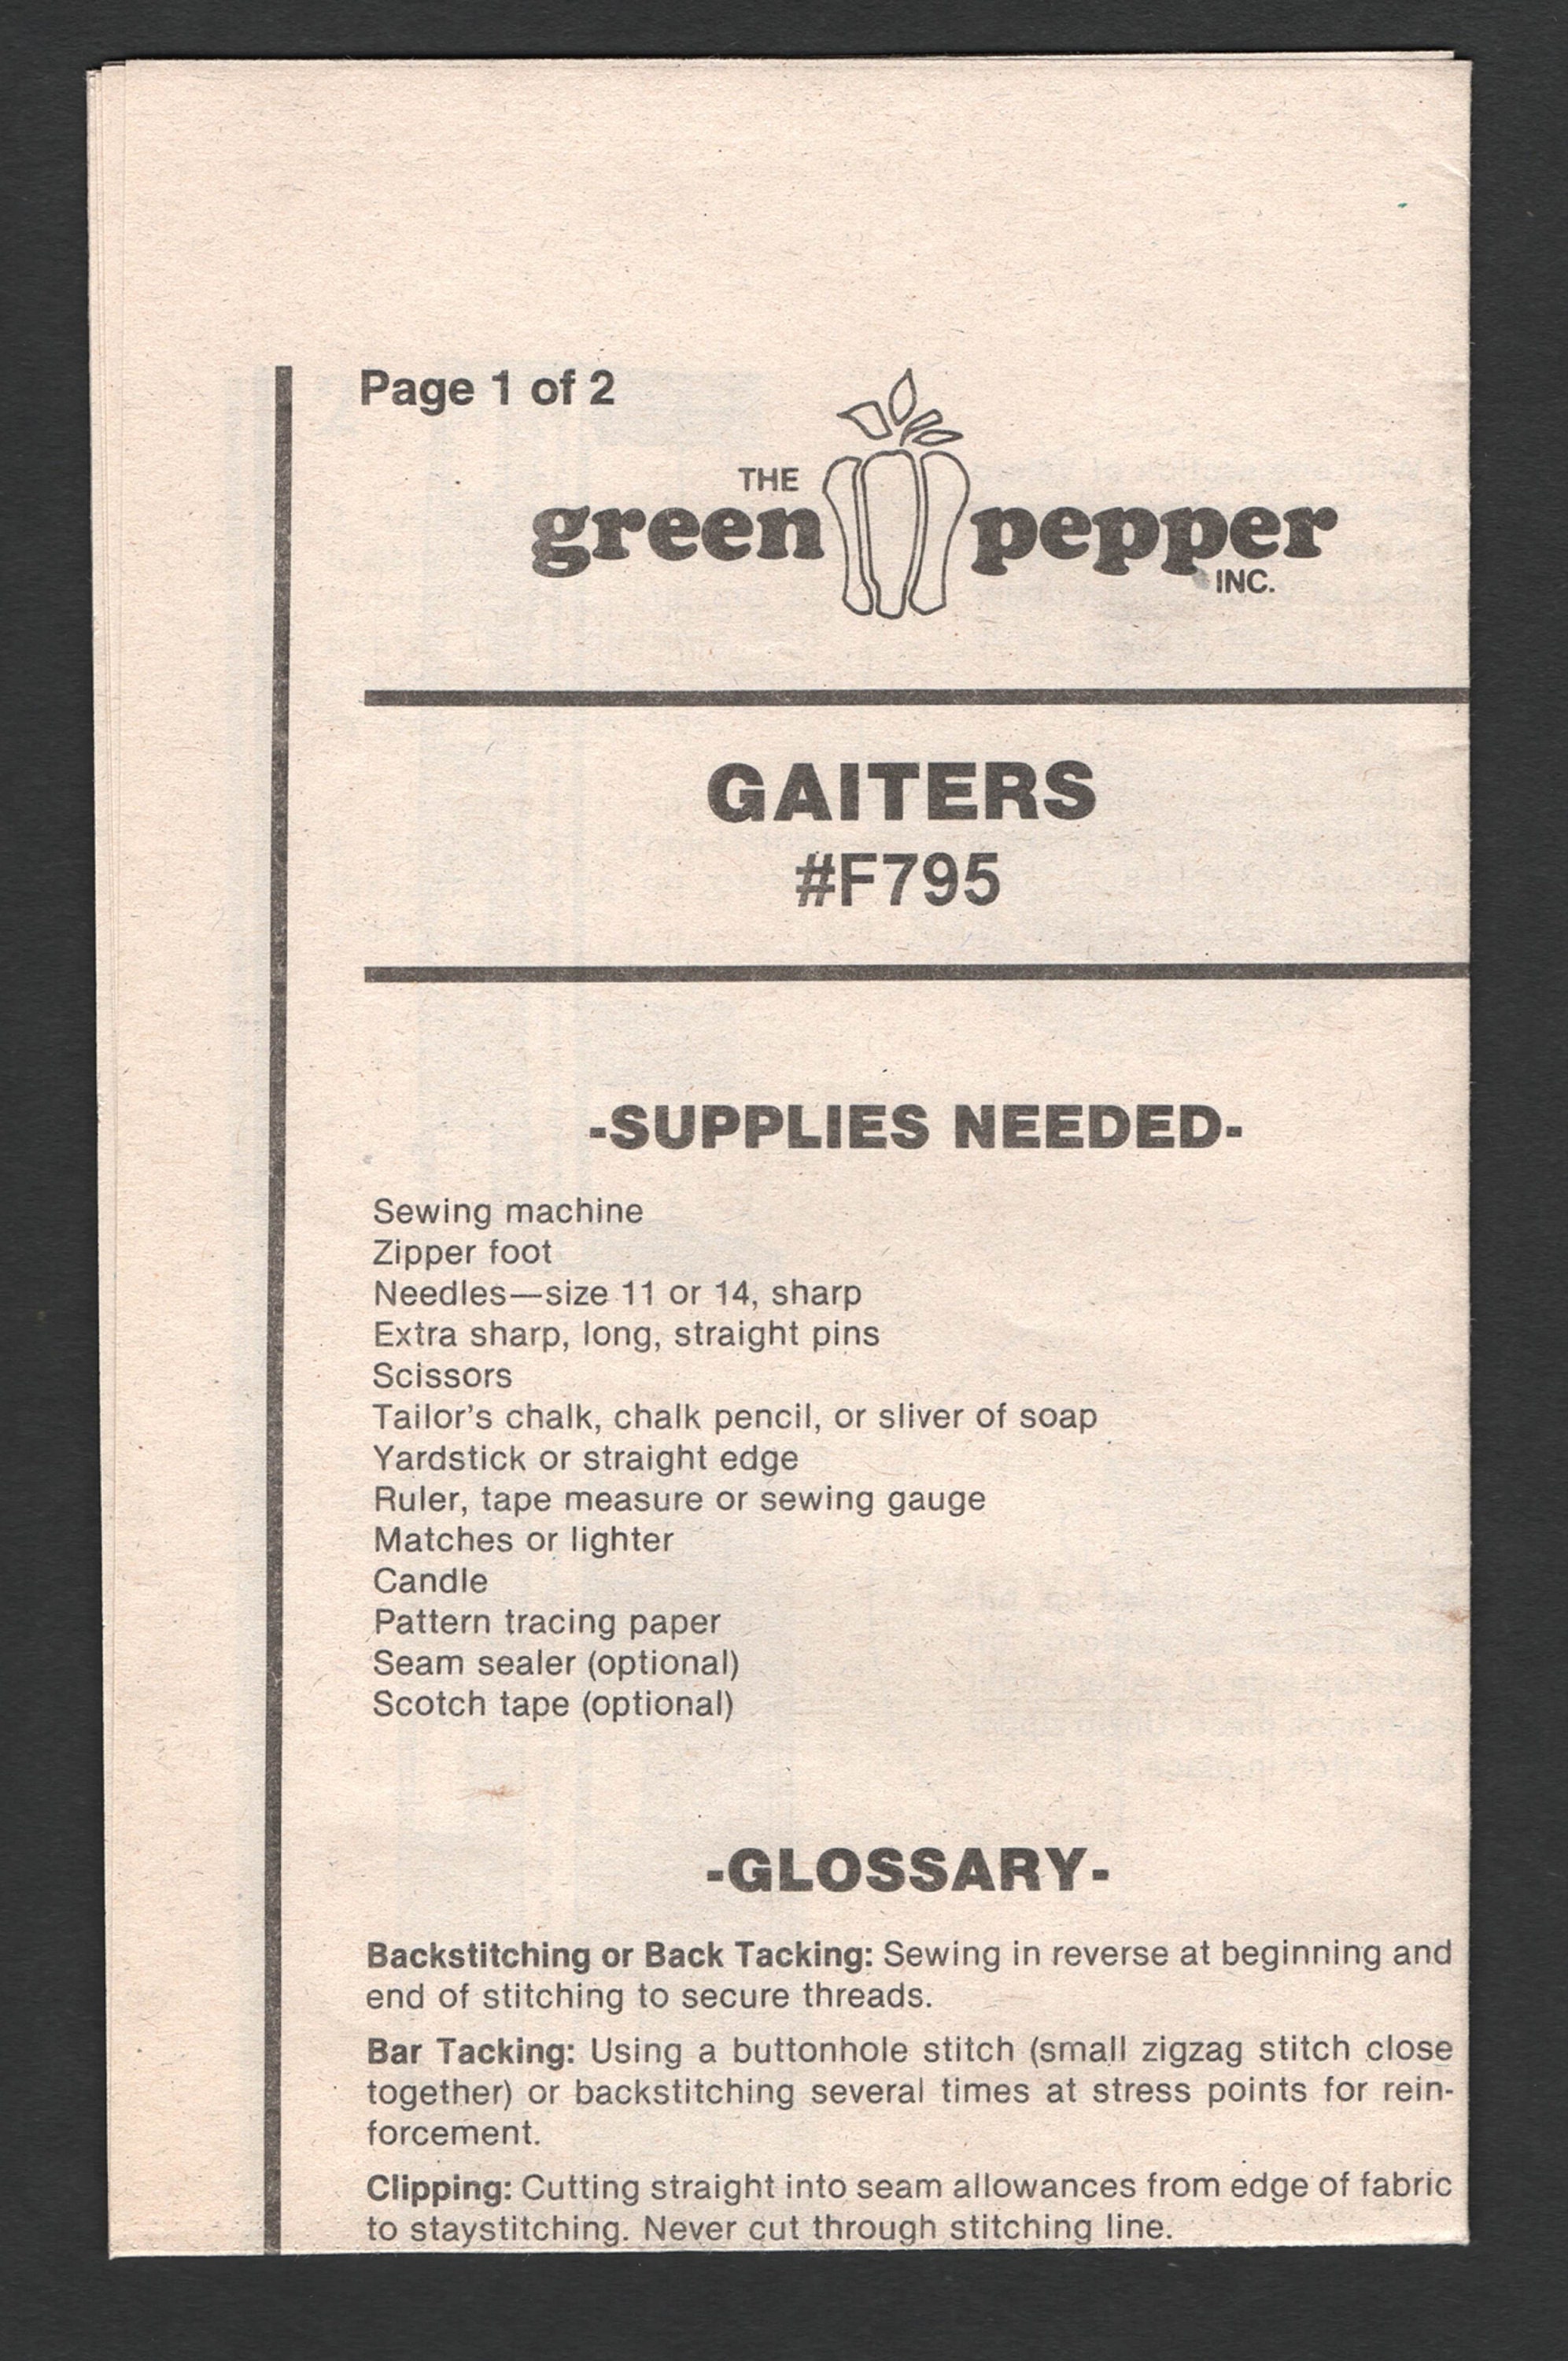 Page 1 of 2
THE
green pepper
INC.
GAITERS
#F795
-SUPPLIES NEEDED-
Sewing machine
Zipper foot
Needles—size 11 or 14, sharp
Extra sharp, long, straight pins
Scissors
Tailor's chalk, chalk pencil, or sliver of soap
Yardstick or straight edge
Ruler, tape measure or sewing gauge
Matches or lighter
Candle
Pattern tracing paper
Seam sealer (optional)
Scotch tape (optional)
-GLOSSARY-
Backstitching or Back Tacking: Sewing in reverse at beginning and
end of stitching to secure threads.
Bar Tacking: Using a buttonhole stitch (small zigzag stitch close
together) or backstitching several times at stress points for rein-
forcement.
Clipping: Cutting straight into seam allowances from edge of fabric
to staystitching. Never cut through stitching line.